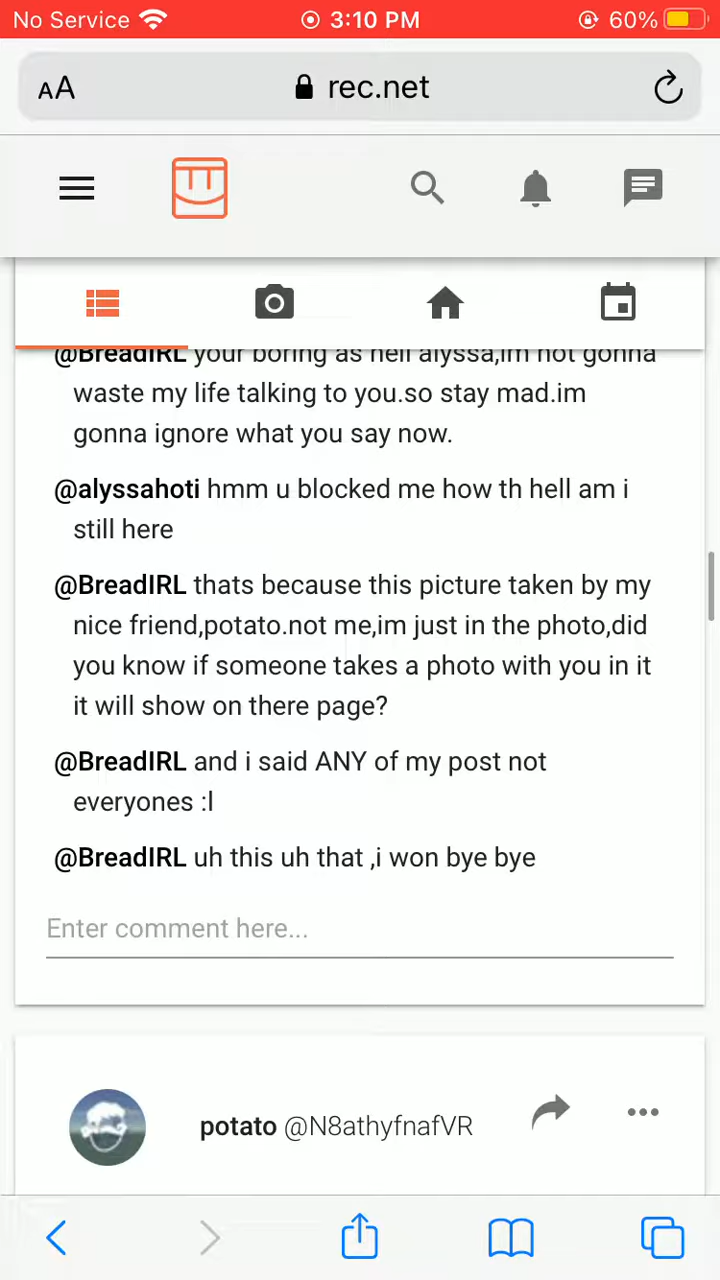 No Service 3:10 PM 60%
AA rec.net
@BreadIRL your boring as hell alyssa,im not gonna
waste my life talking to you.so stay mad.im
gonna ignore what you say now.
@alyssahoti hmm u blocked me how th hell am i
still here
@BreadIRL thats because this picture taken by my
nice friend,potato.not me,im just in the photo,did
you know if someone takes a photo with you in it
it will show on there page?
@BreadIRL and i said ANY of my post not
everyones :l
@BreadIRL uh this uh that ,i won bye bye
Enter comment here...
potato @N8athyfnafVR